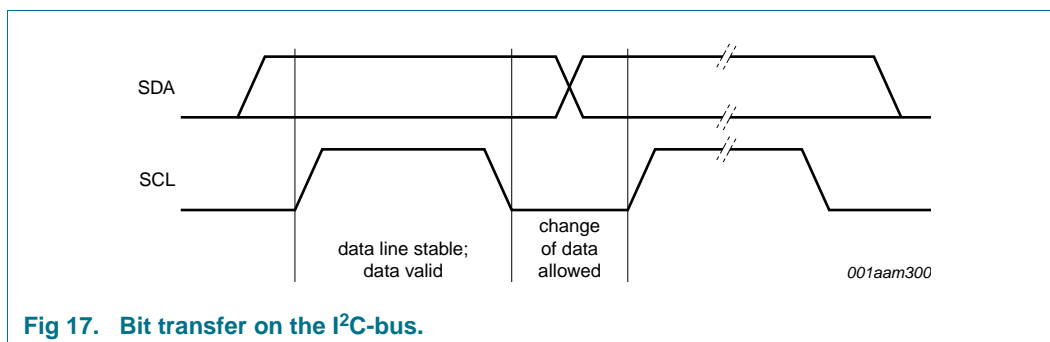 SDA
SCL
data line stable;
data valid
change
of data
allowed
001aam300
Fig 17. Bit transfer on the I²C-bus.